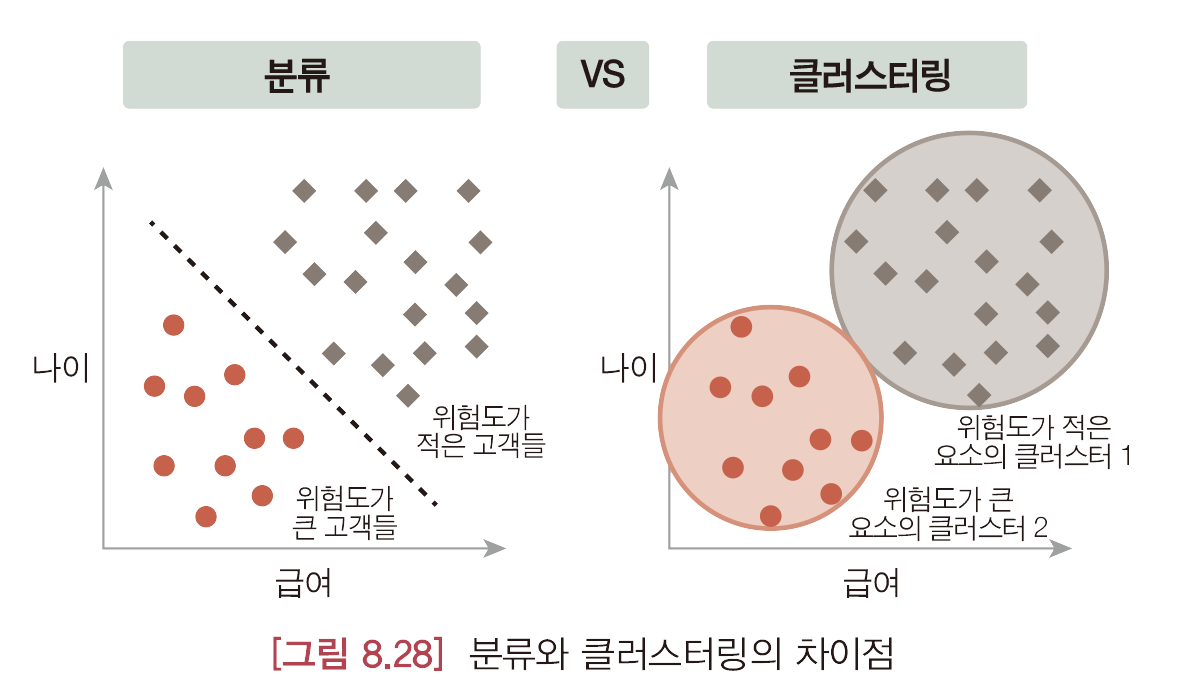 분류
VS
클러스터링
나이
위험도가
적은 고객들
위험도가
큰 고객들
급여
나이
위험도가 적은
요소의 클러스터 1
위험도가 큰
요소의 클러스터 2
급여
[그림 8.28] 분류와 클러스터링의 차이점